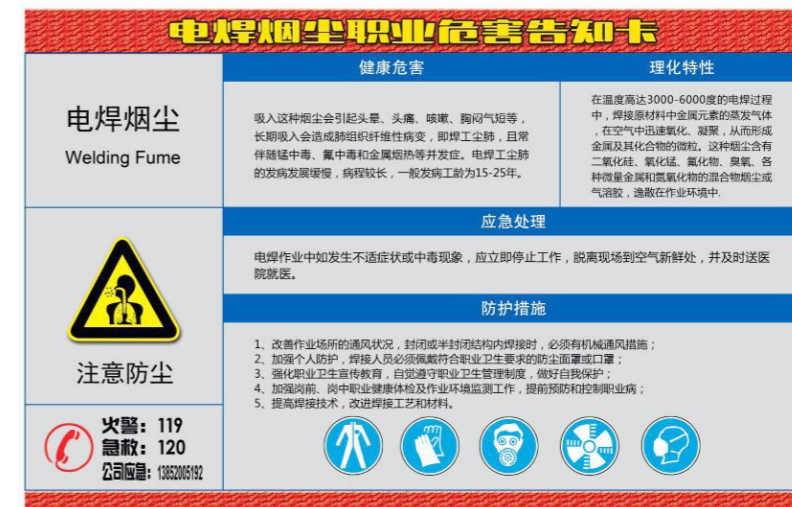 电焊烟尘职业危害告知卡
电焊烟尘
Welding Fume
健康危害
吸入这种烟尘会引起头晕、头痛、咳嗽、胸闷气短等，
长期吸入会造成肺组织纤维性病变，即焊工尘肺，且常
伴随锰中毒、氟中毒和金属烟热等并发症。电焊工尘肺
的发病发展缓慢，病程较长，一般发病工龄为15-25年。
理化特性
在温度高达3000-6000度的电焊过程
中，焊接原材料中金属元素的蒸发气体
，在空气中迅速氧化、凝聚，从而形成
金属及其化合物的微粒。这种烟尘含有
二氧化硅、氧化锰、氟化物、臭氧、各
种微量金属和氮氧化物的混合物烟尘或
气溶胶，逸散在作业环境中.
注意防尘
应急处理
电焊作业中如发生不适症状或中毒现象，应立即停止工作，脱离现场到空气新鲜处，并及时送医
院就医。
防护措施
1、改善作业场所的通风状况，封闭或半封闭结构内焊接时，必须有机械通风措施；
2、加强个人防护，焊接人员必须佩戴符合职业卫生要求的防尘面罩或口罩；
3、强化职业卫生宣传教育，自觉遵守职业卫生管理制度，做好自我保护；
4、加强岗前、岗中职业健康体检及作业环境监测工作，提前预防和控制职业病；
5、提高焊接技术，改进焊接工艺和材料。
火警：119
急救：120
公司应急：13852005192